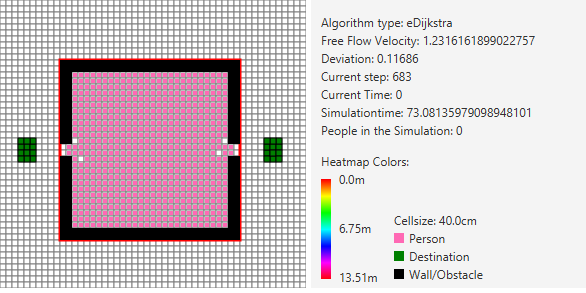 Algorithm type: eDijkstra
Free Flow Velocity: 1.2316161899022757
Deviation: 0.11686
Current step: 683
Current Time: 0
Simulationtime: 73.08135979098948101
People in the Simulation: 0
Heatmap Colors:
0.0m
6.75m
13.51m
Cellsize: 40.0cm
Person
Destination
Wall/Obstacle